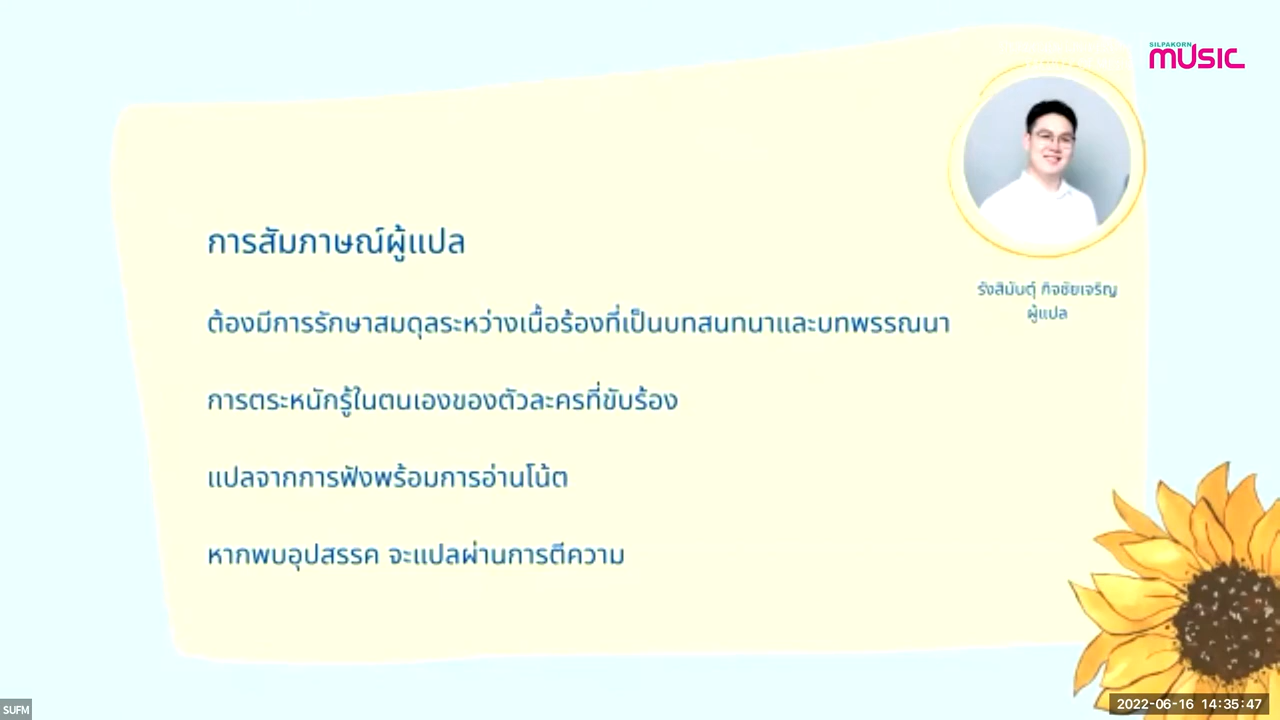 SILPAKORN
MUSIC
การสัมภาษณ์ผู้แปล
รังสิมันตุ์ กิจชัยเจริญ
ผู้แปล
ต้องมีการรักษาสมดุลระหว่างเนื้อร้องที่เป็นบทสนทนาและบทพรรณนา
การตระหนักรู้ในตนเองของตัวละครที่ขับร้อง
แปลจากการฟังพร้อมการอ่านโน้ต
หากพบอุปสรรค จะแปลผ่านการตีความ
SUFM
2022-06-16 14:35:47